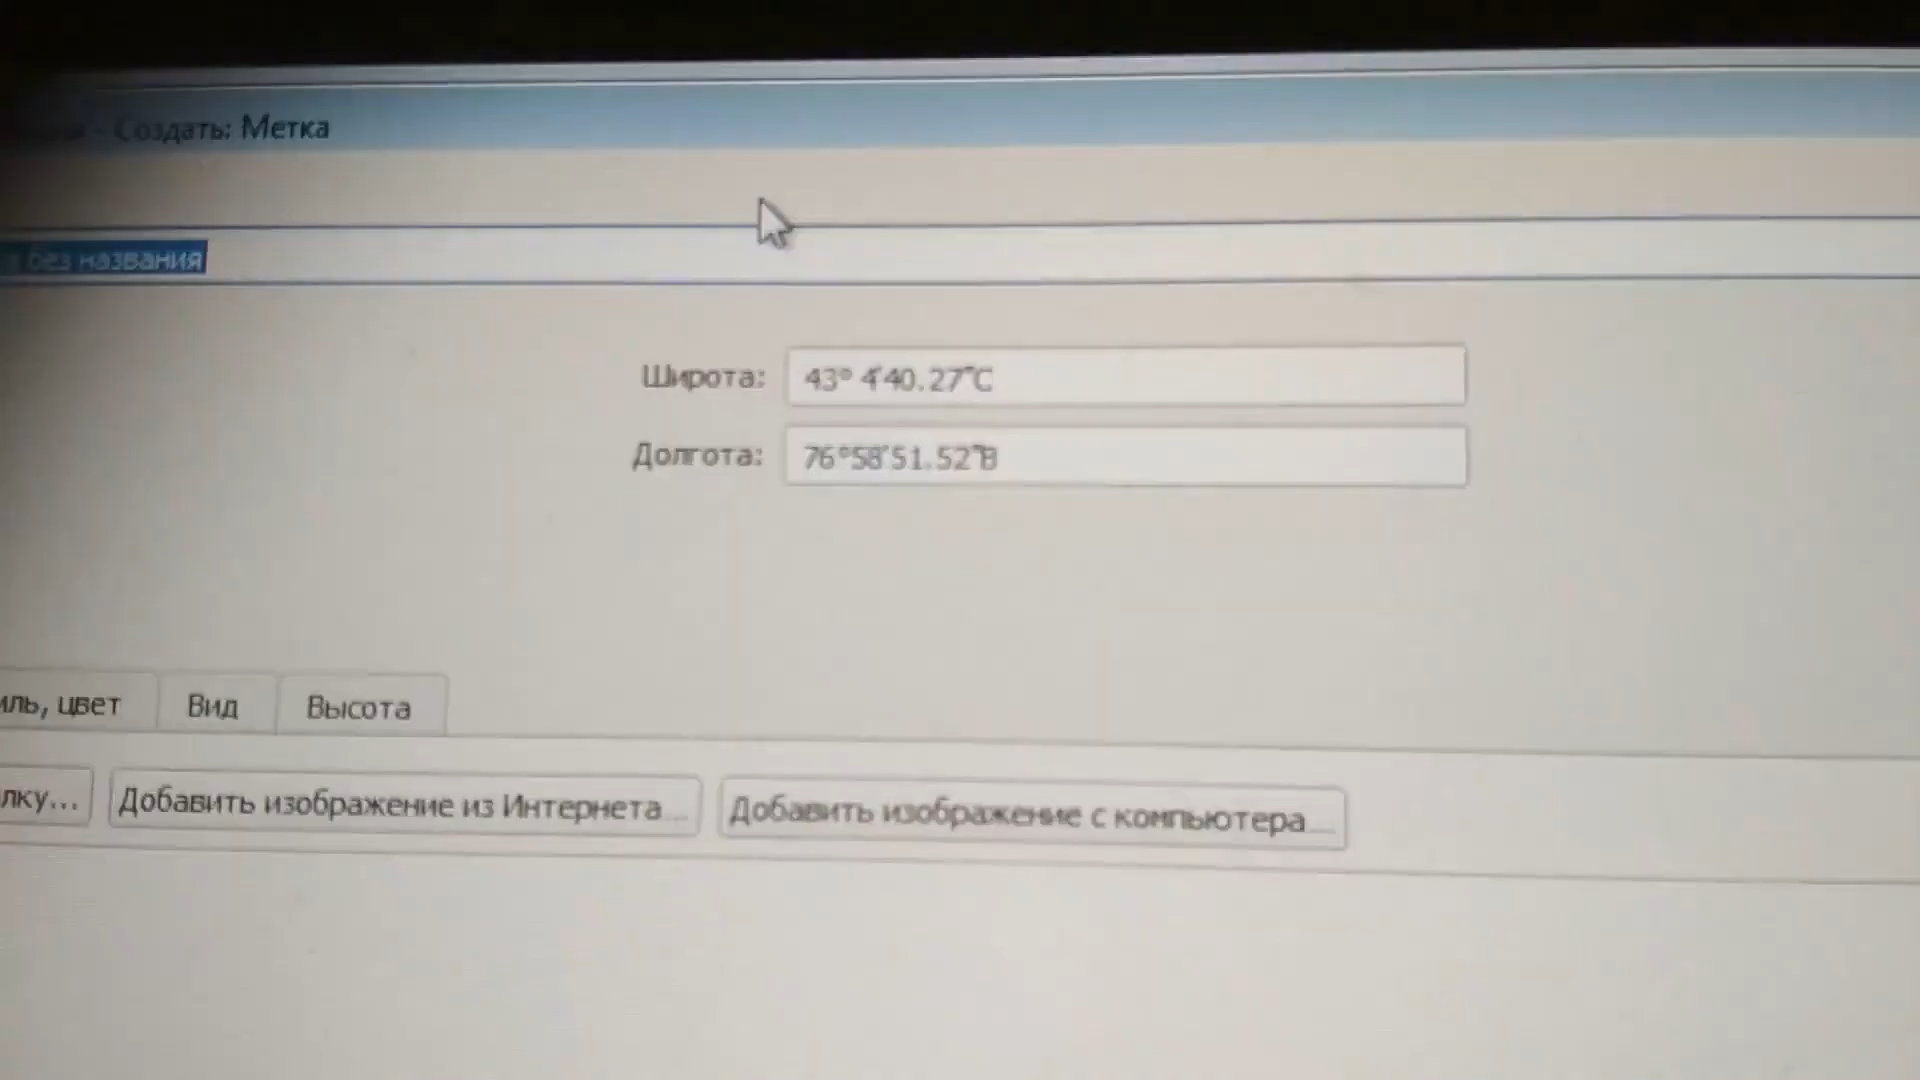 - Создать: Метка
без названия
Широта: 43° 4'40.27"С
Долгота: 76°58'51.52"В
иль, цвет Вид Высота
лку... Добавить изображение из Интернета... Добавить изображение с компьютера...